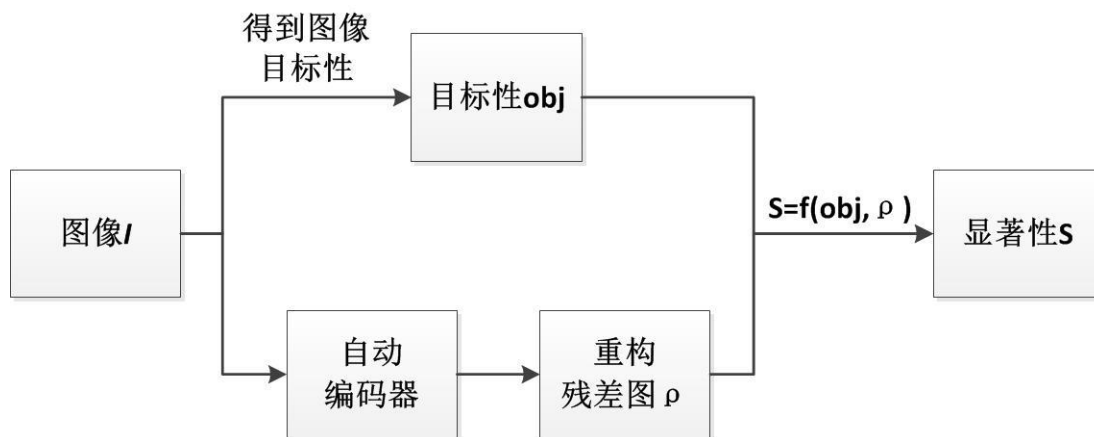 得到图像
目标性
目标性obj
图像I
S=f(obj,ρ)
显著性S
自动
编码器
重构
残差图ρ